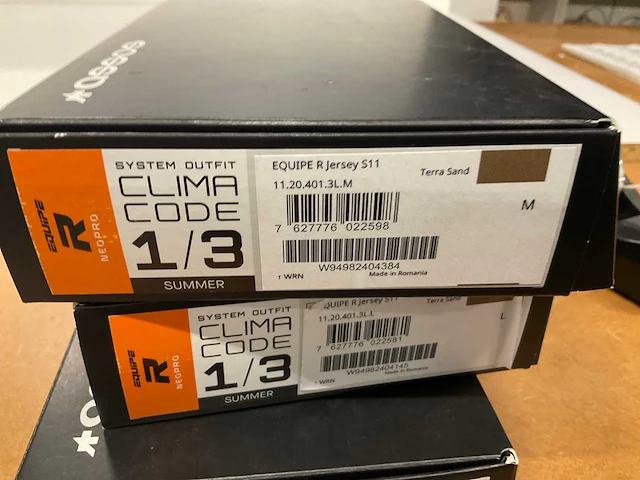 assos
EQUIPE
R
NEOPRO
SYSTEM OUTFIT
CLIMA
CODE
1/3
SUMMER
EQUIPE R Jersey S11
Terra Sand
11.20.401.3L.M
M
7 627776 022598
W94982404384
r WRN
Made in Romania
EQUIPE
R
NEOPRO
SYSTEM OUTFIT
CLIMA
CODE
1/3
SUMMER
EQUIPE R Jersey S11
Terra Sand
11.20.401.3L.L
L
7 627776 022581
W94982404145
r WRN
Made in Romania